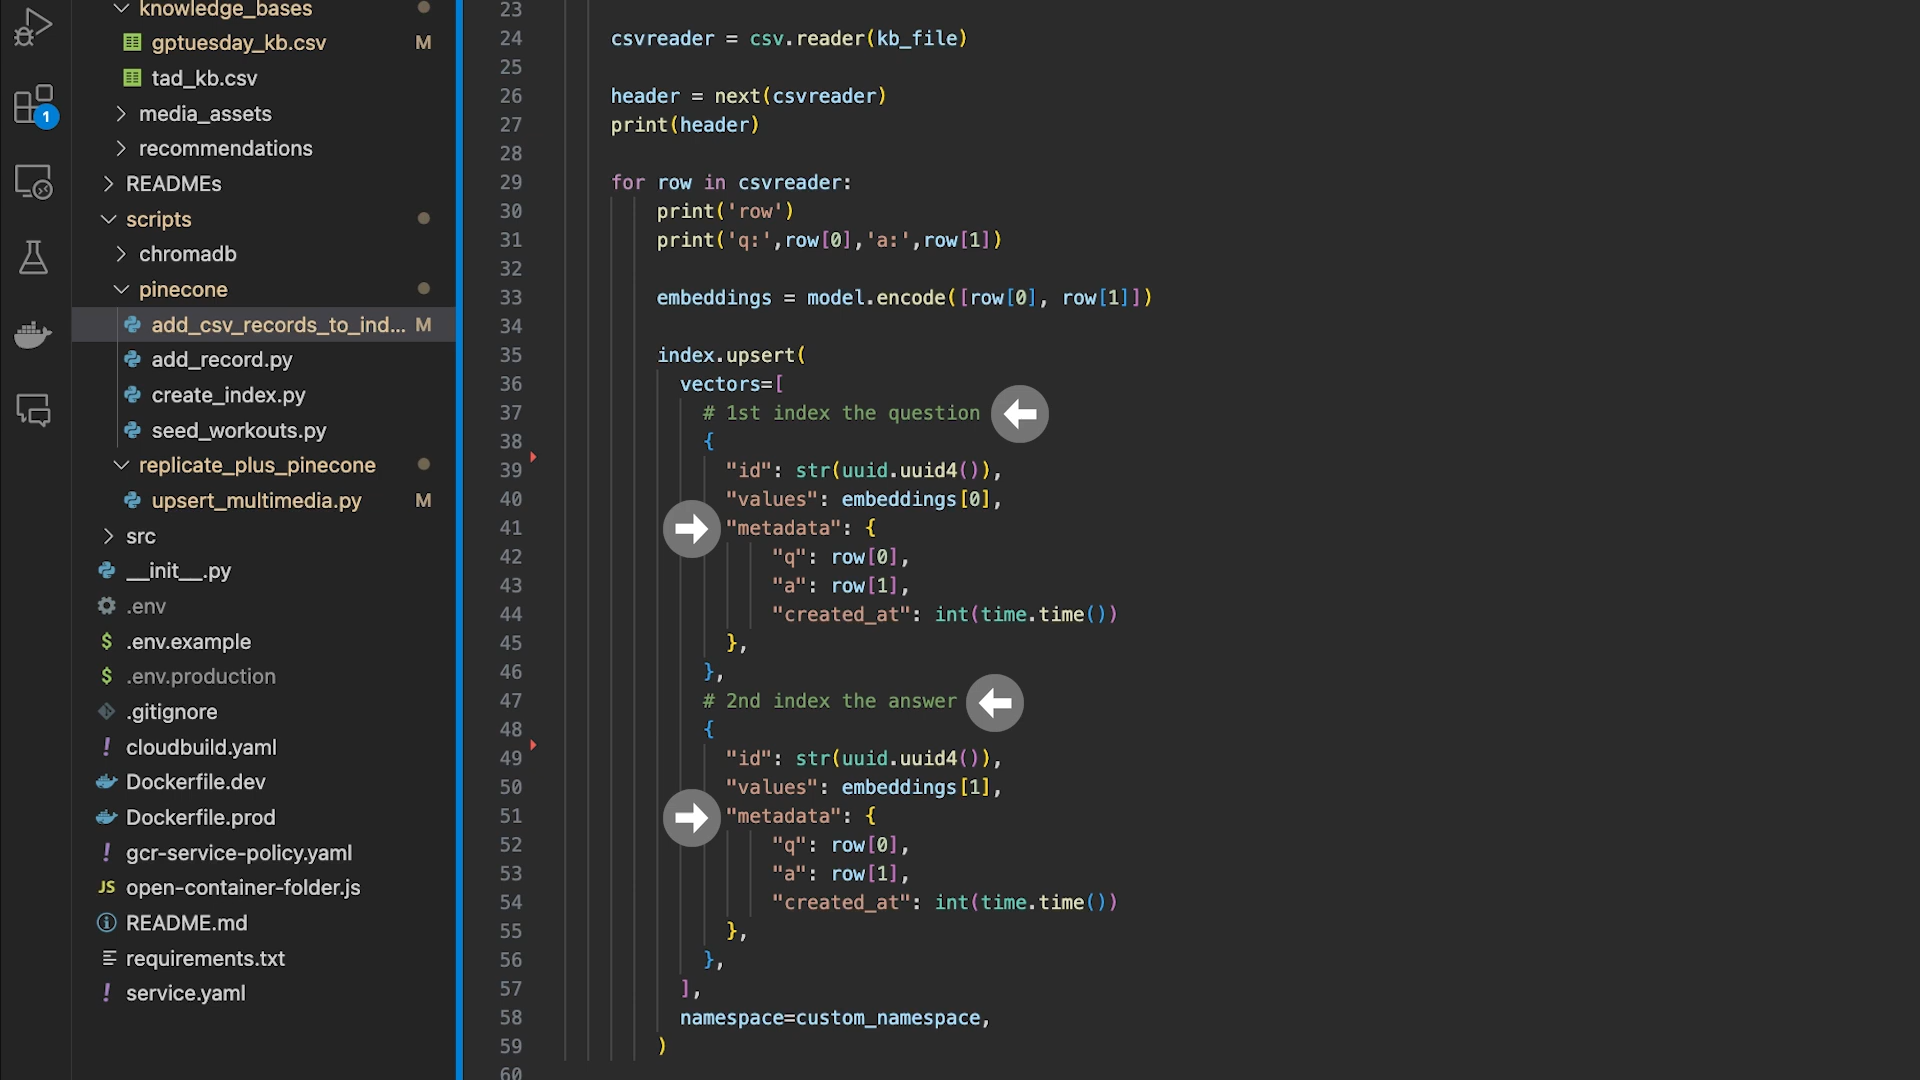 knowledge_bases
gptuesday_kb.csv M
tad_kb.csv
1
media_assets
recommendations
READMEs
scripts
chromadb
pinecone
add_csv_records_to_ind... M
add_record.py
create_index.py
seed_workouts.py
replicate_plus_pinecone
upsert_multimedia.py M
src
__init__.py
.env
$ .env.example
$ .env.production
.gitignore
! cloudbuild.yaml
Dockerfile.dev
Dockerfile.prod
! gcr-service-policy.yaml
JS open-container-folder.js
README.md
requirements.txt
! service.yaml
23
24 csvreader = csv.reader(kb_file)
25
26 header = next(csvreader)
27 print(header)
28
29 for row in csvreader:
30 print('row')
31 print('q:',row[0],'a:',row[1])
32
33 embeddings = model.encode([row[0], row[1]])
34
35 index.upsert(
36 vectors=[
37 # 1st index the question
38 {
39 "id": str(uuid.uuid4()),
40 "values": embeddings[0],
41 "metadata": {
42 "q": row[0],
43 "a": row[1],
44 "created_at": int(time.time())
45 },
46 },
47 # 2nd index the answer
48 {
49 "id": str(uuid.uuid4()),
50 "values": embeddings[1],
51 "metadata": {
52 "q": row[0],
53 "a": row[1],
54 "created_at": int(time.time())
55 },
56 },
57 ],
58 namespace=custom_namespace,
59 )
60